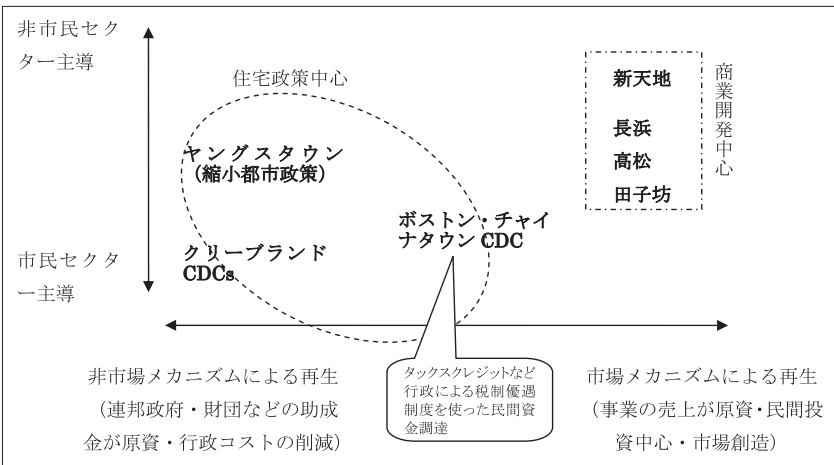 非市民セク
ター主導
住宅政策中心
ヤングスタウン
（縮小都市政策）
クリーブランド
CDCs
ボストン・チャイ
ナタウン CDC
新天地
長浜
高松
田子坊
商業開発中心
市民セクタ
ー主導
タックスクレジットなど
行政による税制優遇
制度を使った民間資
金調達
非市場メカニズムによる再生
（連邦政府・財団などの助成
金が原資・行政コストの削減）
市場メカニズムによる再生
（事業の売上が原資・民間投
資中心・市場創造）